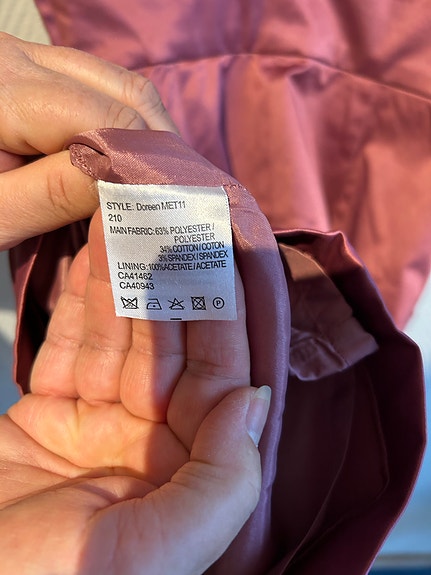 STYLE: Doreen MET11
210
MAIN FABRIC: 63% POLYESTER /
POLYESTER
34% COTTON / COTON
3% SPANDEX / SPANDEX
LINING: 100% ACETATE / ACETATE
CA41462
CA40943
P